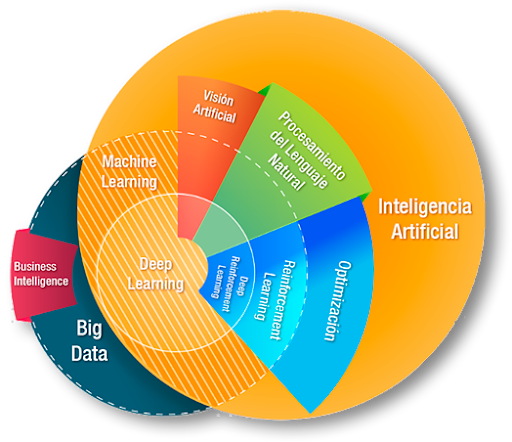 Visión
Artificial
Procesamiento
del Lenguaje
Natural
Machine
Learning
Inteligencia
Artificial
Deep
Learning
Deep
Reinforcement
Learning
Reinforcement
Learning
Optimización
Business
Intelligence
Big
Data